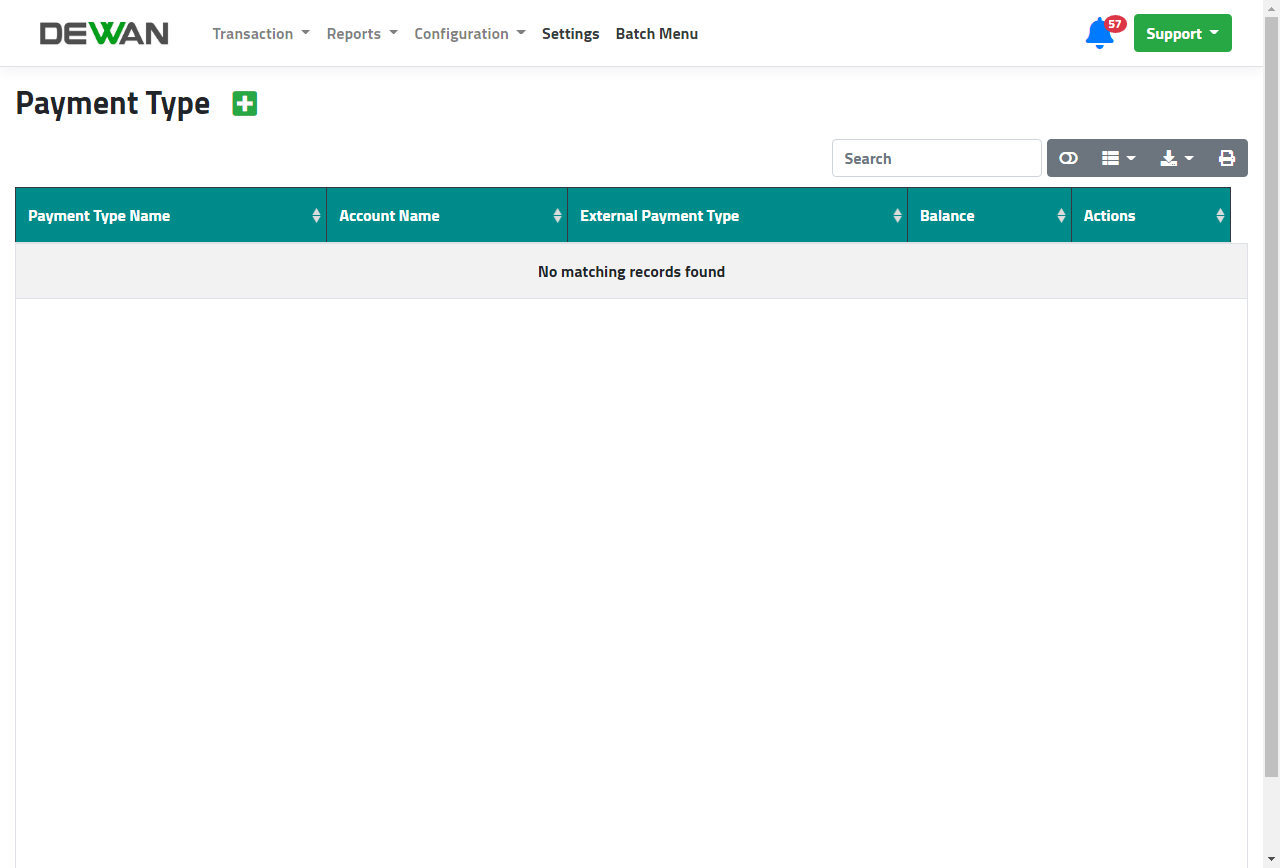 DEWAN Transaction Reports Configuration Settings Batch Menu 57 Support
Payment Type
Search
Payment Type Name Account Name External Payment Type Balance Actions
No matching records found